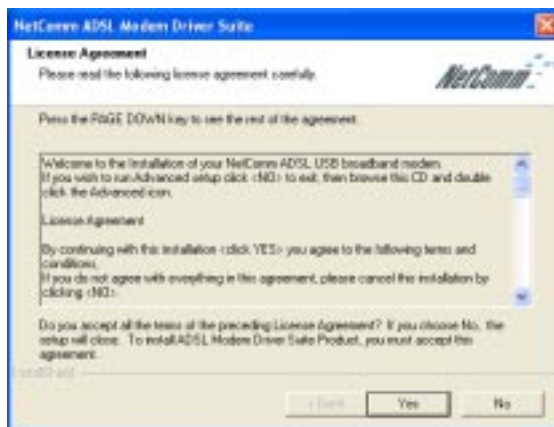 NetComm ADSL Modem Driver Suite
License Agreement
Please read the following license agreement carefully.
NetComm
Press the PAGE DOWN key to see the rest of the agreement.
Welcome to the Installation of your NetComm ADSL USB broadband modem.
If you wish to run Advanced setup click <NO> to exit, then browse this CD and double
click the Advanced icon.
License Agreement
By continuing with this installation <click YES> you agree to the following terms and
conditions.
If you do not agree with everything in this agreement, please cancel this installation by
clicking <NO>.
Do you accept all the terms of the preceding License Agreement? If you choose No, the
setup will close. To install ADSL Modem Driver Suite Product, you must accept this
agreement.
InstallShield
< Back
Yes
No